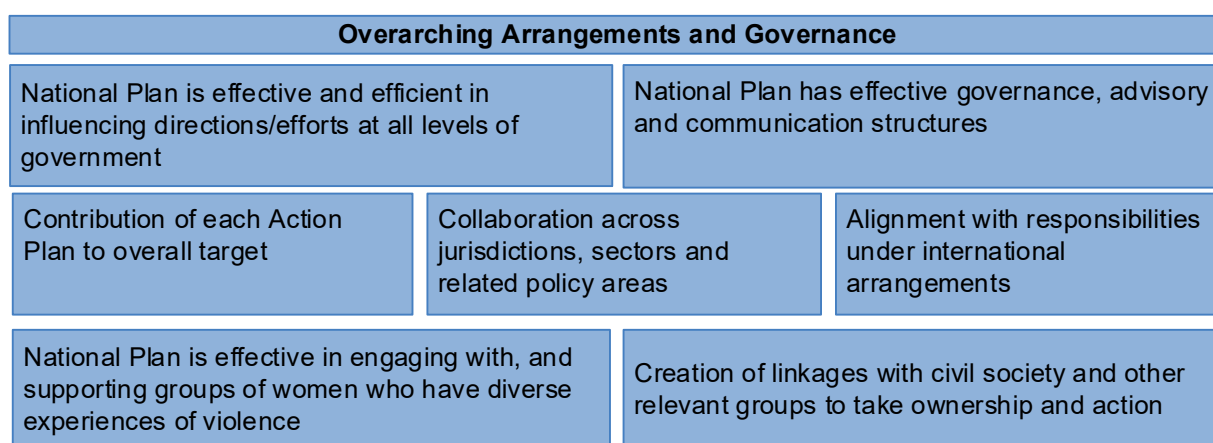 Overarching Arrangements and Governance
National Plan is effective and efficient in
influencing directions/efforts at all levels of
government
National Plan has effective governance, advisory
and communication structures
Contribution of each Action
Plan to overall target
Collaboration across
jurisdictions, sectors and
related policy areas
Alignment with responsibilities
under international
arrangements
National Plan is effective in engaging with, and
supporting groups of women who have diverse
experiences of violence
Creation of linkages with civil society and other
relevant groups to take ownership and action